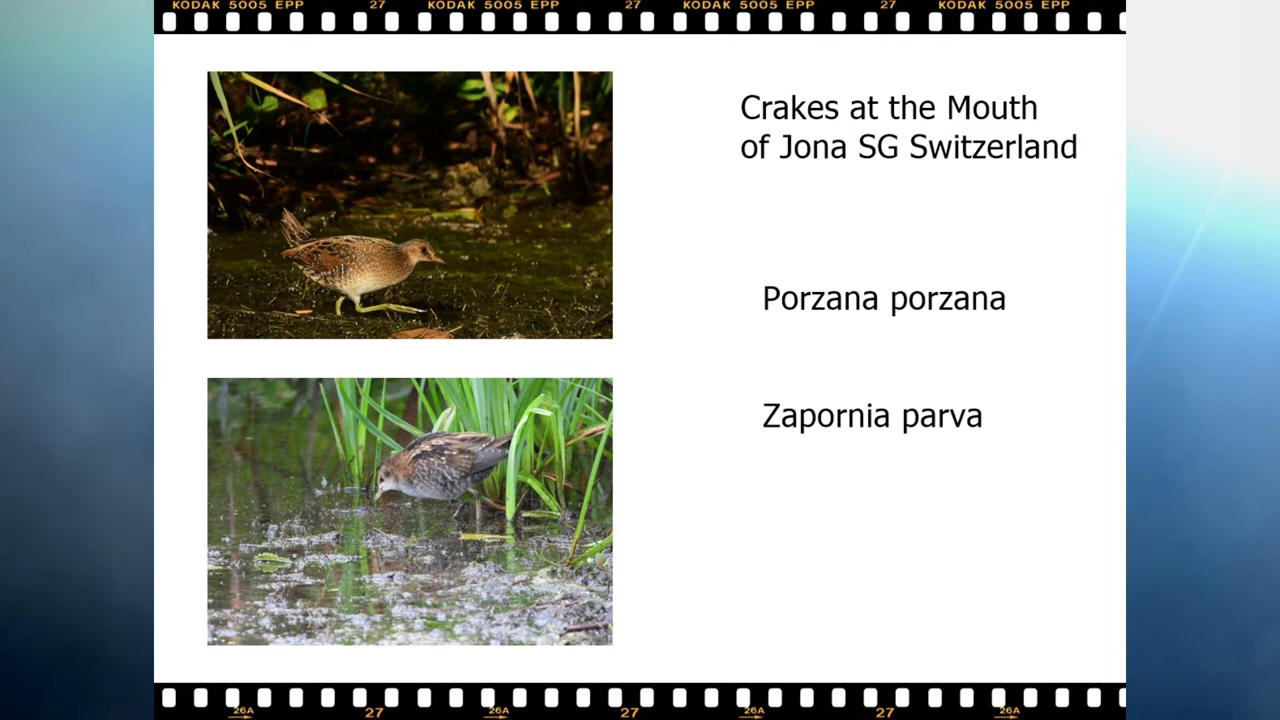 KODAK 5005 EPP 27 KODAK 5005 EPP 27 KODAK 5005 EPP 27 KODAK 5005 EPP
Crakes at the Mouth
of Jona SG Switzerland
Porzana porzana
Zapornia parva
26A 27 26A 27 26A 27 26A